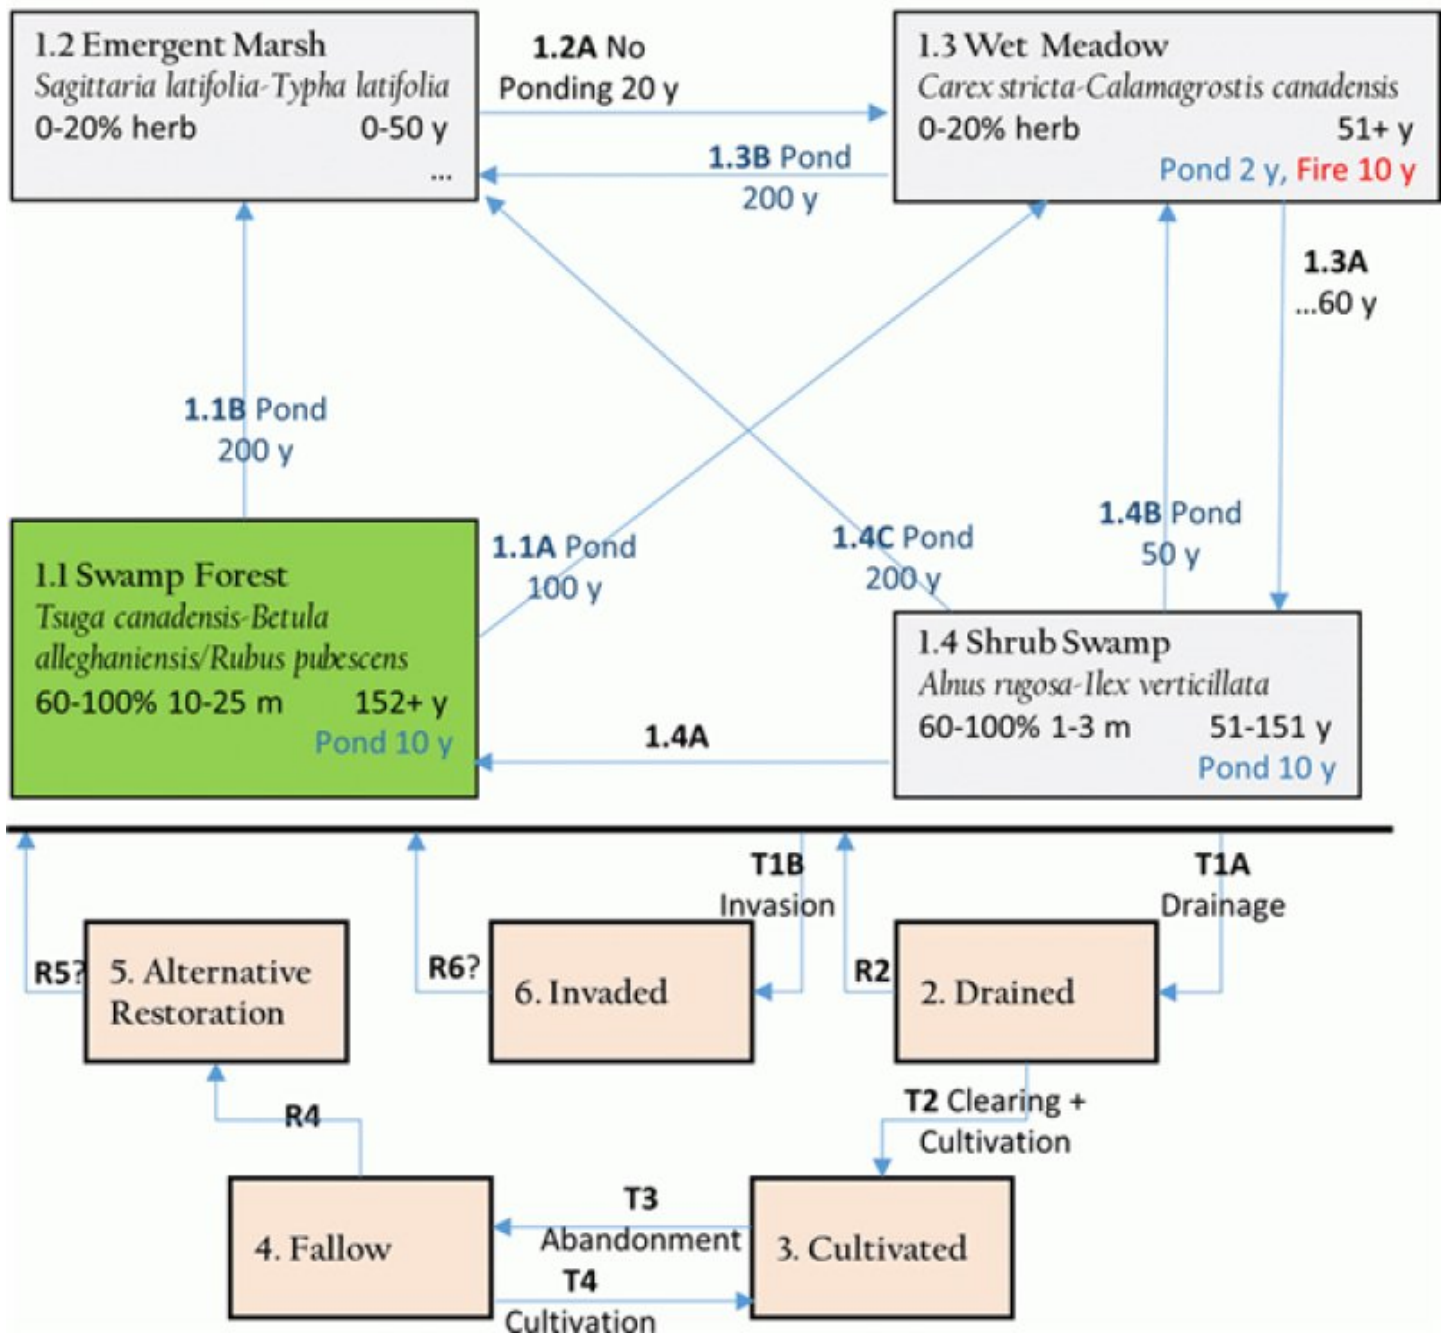 1.2 Emergent Marsh
Sagittaria latifolia-Typha latifolia
0-20% herb 0-50 y
...
1.2A No
Ponding 20 y
1.3B Pond
200 y
1.3 Wet Meadow
Carex stricta-Calamagrostis canadensis
0-20% herb 51+ y
Pond 2 y, Fire 10 y
1.3A
...60 y
1.1B Pond
200 y
1.1A Pond
100 y
1.4C Pond
200 y
1.4B Pond
50 y
1.1 Swamp Forest
Tsuga canadensis-Betula
alleghaniensis/Rubus pubescens
60-100% 10-25 m 152+ y
Pond 10 y
1.4A
1.4 Shrub Swamp
Alnus rugosa-Ilex verticillata
60-100% 1-3 m 51-151 y
Pond 10 y
T1B
Invasion
T1A
Drainage
R5?
5. Alternative
Restoration
R6?
6. Invaded
R2
2. Drained
R4
T2 Clearing +
Cultivation
4. Fallow
T3
Abandonment
T4
Cultivation
3. Cultivated